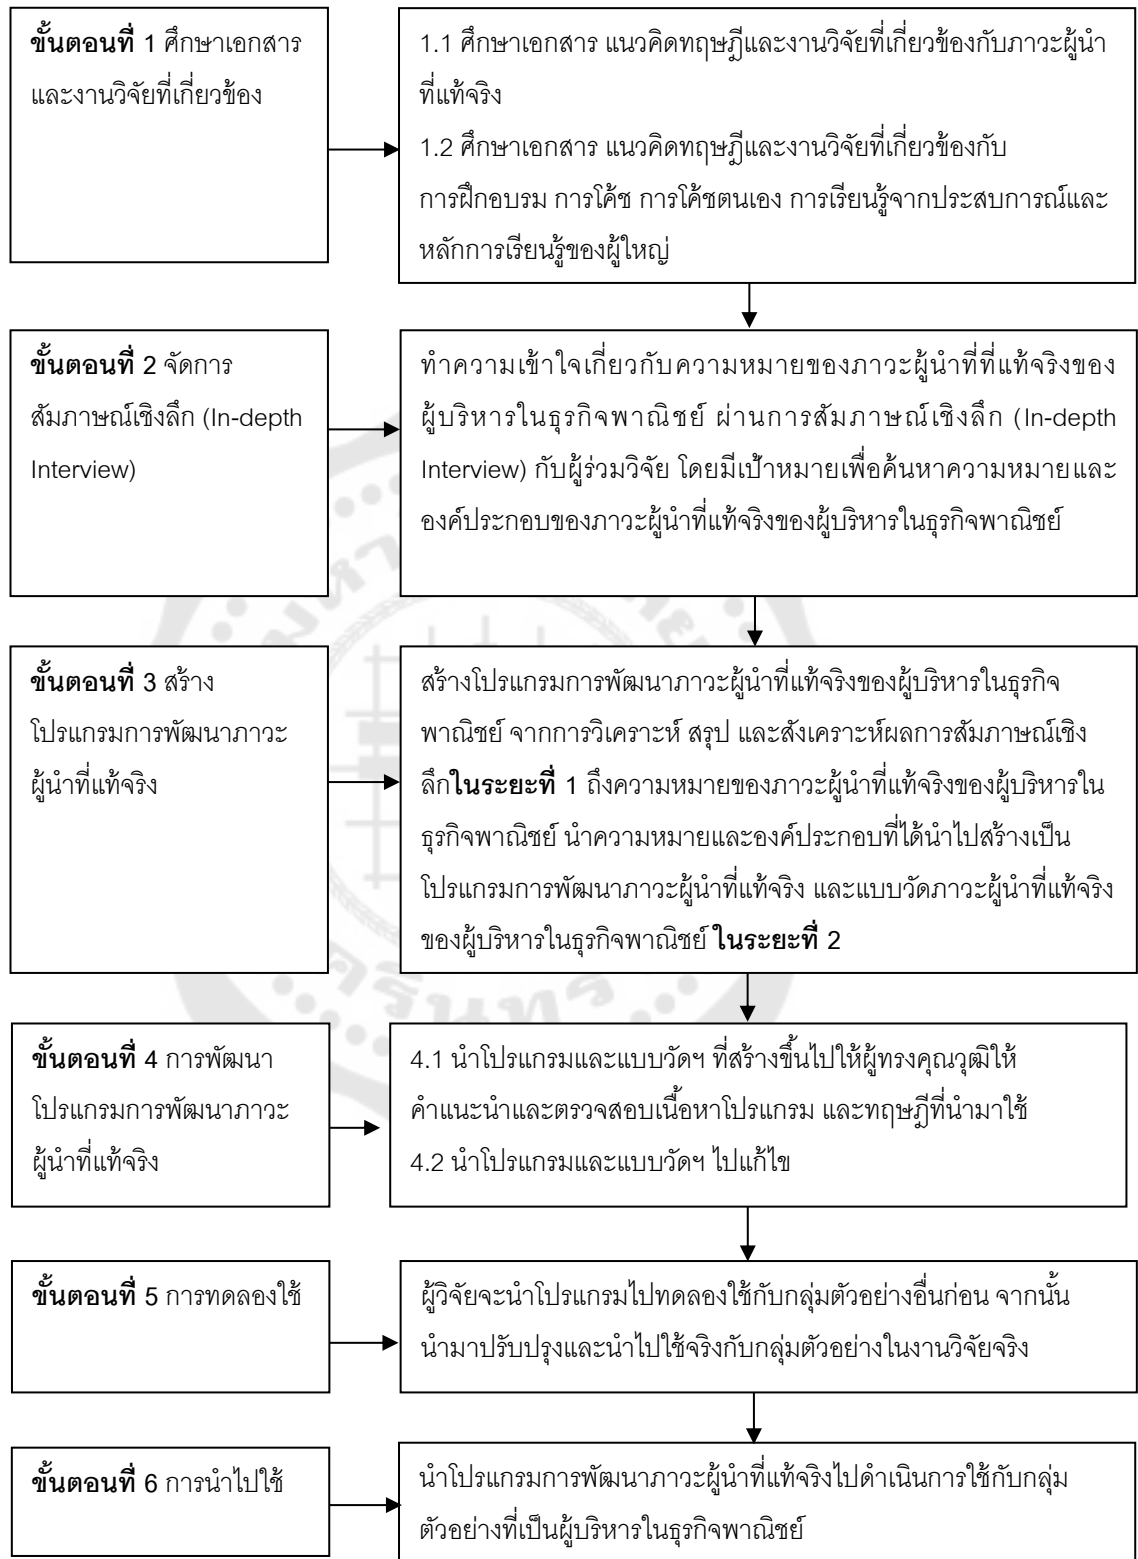 ขั้นตอนที่ 1 ศึกษาเอกสาร
และงานวิจัยที่เกี่ยวข้อง
1.1 ศึกษาเอกสาร แนวคิดทฤษฎีและงานวิจัยที่เกี่ยวข้องกับภาวะผู้นำ
ที่แท้จริง
1.2 ศึกษาเอกสาร แนวคิดทฤษฎีและงานวิจัยที่เกี่ยวข้องกับ
การฝึกอบรม การโค้ช การโค้ชตนเอง การเรียนรู้จากประสบการณ์และ
หลักการเรียนรู้ของผู้ใหญ่
ขั้นตอนที่ 2 จัดการ
สัมภาษณ์เชิงลึก (In-depth
Interview)
ทำความเข้าใจเกี่ยวกับความหมายของภาวะผู้นำที่ที่แท้จริงของ
ผู้บริหารในธุรกิจพาณิชย์ ผ่านการสัมภาษณ์เชิงลึก (In-depth
Interview) กับผู้ร่วมวิจัย โดยมีเป้าหมายเพื่อค้นหาความหมายและ
องค์ประกอบของภาวะผู้นำที่แท้จริงของผู้บริหารในธุรกิจพาณิชย์
ขั้นตอนที่ 3 สร้าง
โปรแกรมการพัฒนาภาวะ
ผู้นำที่แท้จริง
สร้างโปรแกรมการพัฒนาภาวะผู้นำที่แท้จริงของผู้บริหารในธุรกิจ
พาณิชย์ จากการวิเคราะห์ สรุป และสังเคราะห์ผลการสัมภาษณ์เชิง
ลึกในระยะที่ 1 ถึงความหมายของภาวะผู้นำที่แท้จริงของผู้บริหารใน
ธุรกิจพาณิชย์ นำความหมายและองค์ประกอบที่ได้นำไปสร้างเป็น
โปรแกรมการพัฒนาภาวะผู้นำที่แท้จริง และแบบวัดภาวะผู้นำที่แท้จริง
ของผู้บริหารในธุรกิจพาณิชย์ ในระยะที่ 2
ขั้นตอนที่ 4 การพัฒนา
โปรแกรมการพัฒนาภาวะ
ผู้นำที่แท้จริง
4.1 นำโปรแกรมและแบบวัดฯ ที่สร้างขึ้นไปให้ผู้ทรงคุณวุฒิให้
คำแนะนำและตรวจสอบเนื้อหาโปรแกรม และทฤษฎีที่นำมาใช้
4.2 นำโปรแกรมและแบบวัดฯ ไปแก้ไข
ขั้นตอนที่ 5 การทดลองใช้
ผู้วิจัยจะนำโปรแกรมไปทดลองใช้กับกลุ่มตัวอย่างอื่นก่อน จากนั้น
นำมาปรับปรุงและนำไปใช้จริงกับกลุ่มตัวอย่างในงานวิจัยจริง
ขั้นตอนที่ 6 การนำไปใช้
นำโปรแกรมการพัฒนาภาวะผู้นำที่แท้จริงไปดำเนินการใช้กับกลุ่ม
ตัวอย่างที่เป็นผู้บริหารในธุรกิจพาณิชย์